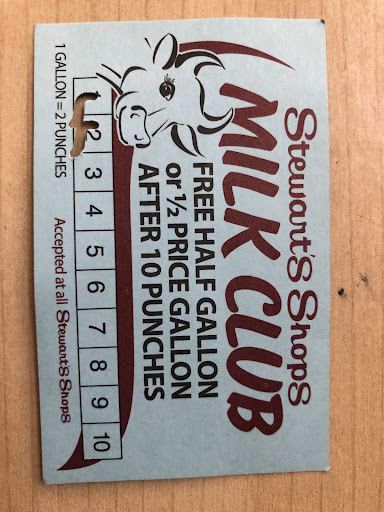 Stewart's Shops
MILK CLUB
FREE HALF GALLON
or ½ PRICE GALLON
AFTER 10 PUNCHES
1 2 3 4 5 6 7 8 9 10
1 GALLON = 2 PUNCHES Accepted at all Stewart's Shops